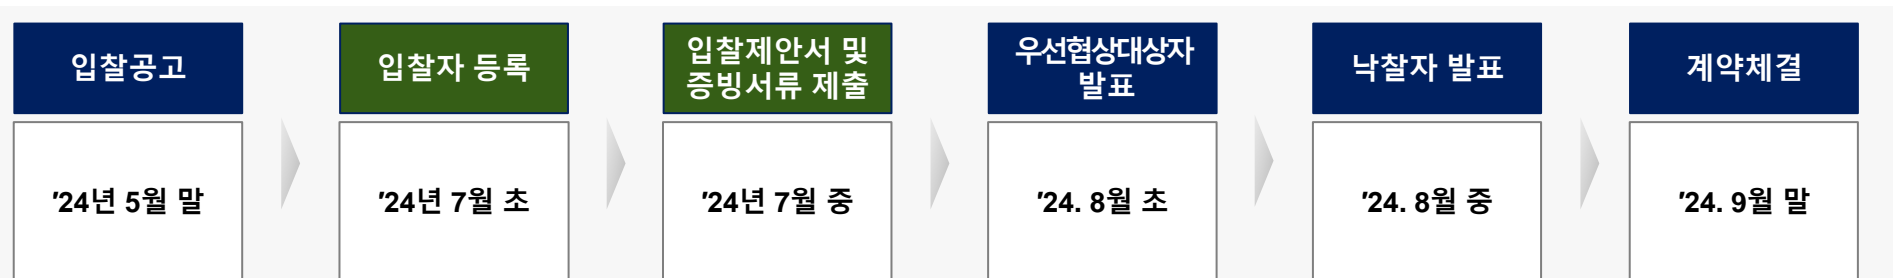 입찰공고
입찰자 등록
입찰제안서 및
증빙서류 제출
우선협상대상자
발표
낙찰자 발표
계약체결
′24년 5월 말
′24년 7월 초
′24년 7월 중
′24. 8월 초
′24. 8월 중
′24. 9월 말